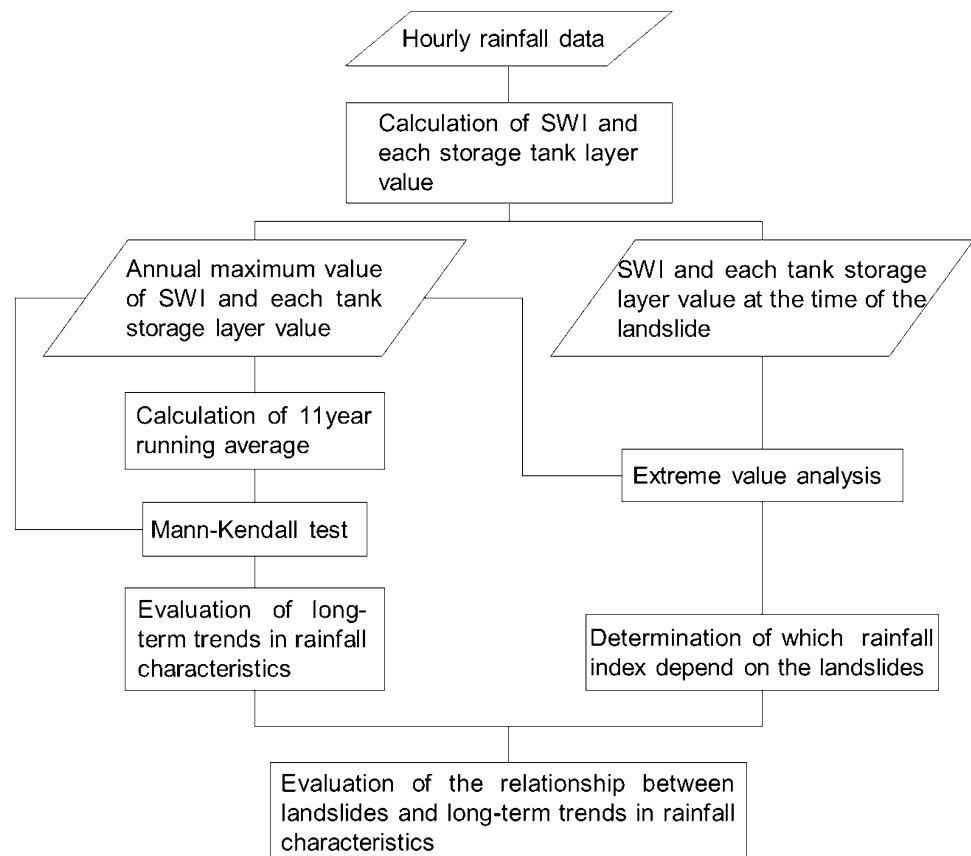 Hourly rainfall data
Calculation of SWI and
each storage tank layer
value
Annual maximum value
of SWI and each tank
storage layer value
SWI and each tank storage
layer value at the time of the
landslide
Calculation of 11year
running average
Extreme value analysis
Mann-Kendall test
Evaluation of long-
term trends in rainfall
characteristics
Determination of which rainfall
index depend on the landslides
Evaluation of the relationship between
landslides and long-term trends in rainfall
characteristics